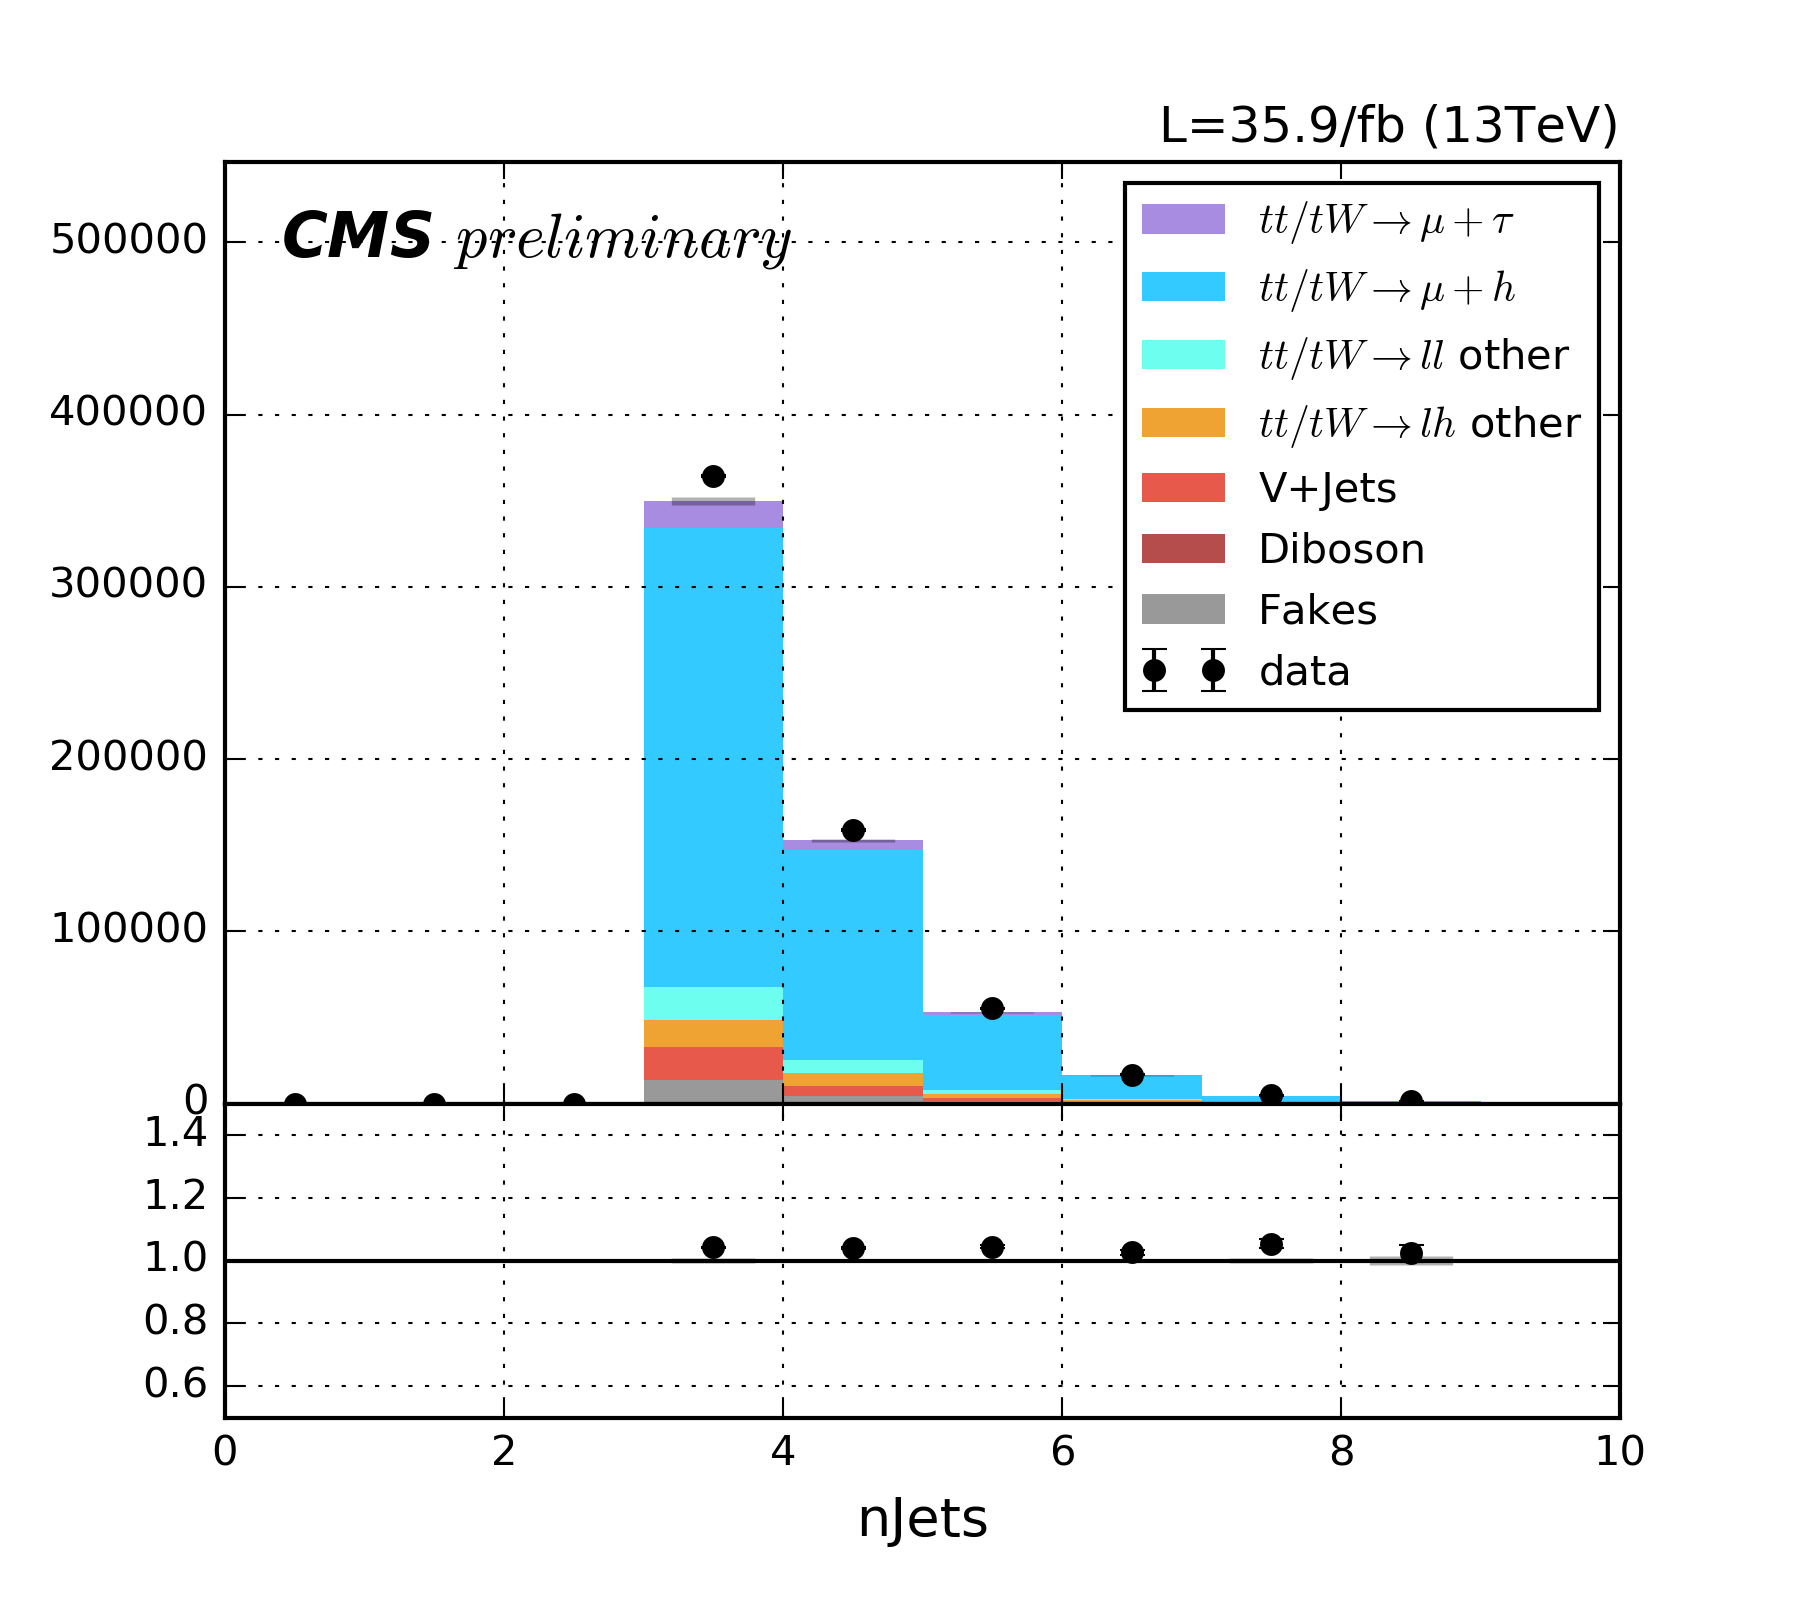 L=35.9/fb (13TeV)
CMS preliminary
tt/tW→μ+τ
tt/tW→μ+h
tt/tW→ll other
tt/tW→lh other
V+Jets
Diboson
Fakes
data
500000
400000
300000
200000
100000
0
1.4
1.2
1.0
0.8
0.6
0 2 4 6 8 10
nJets